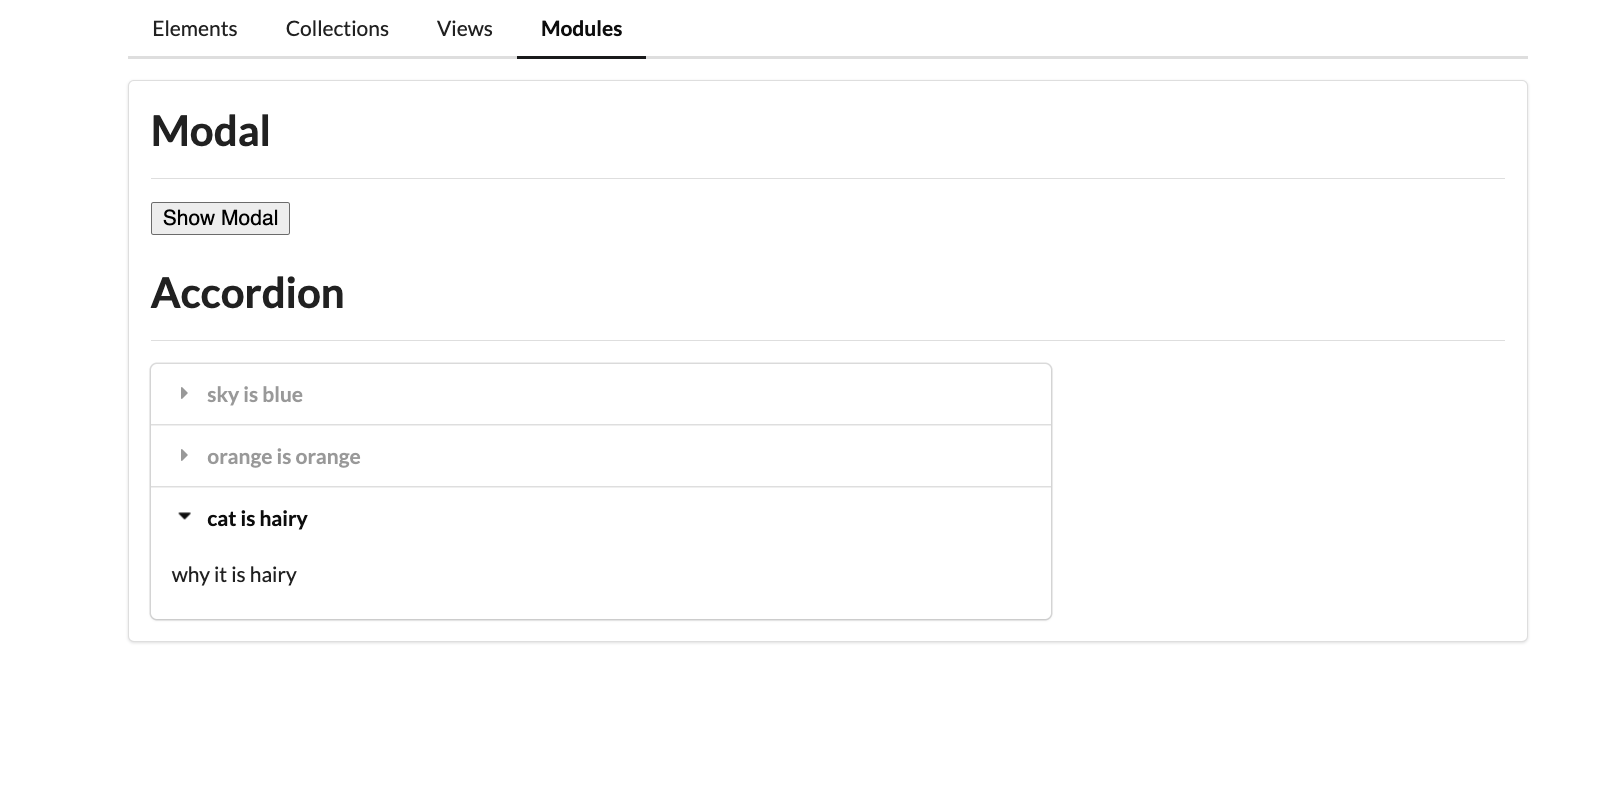 Elements Collections Views Modules
Modal
Show Modal
Accordion
sky is blue
orange is orange
cat is hairy
why it is hairy